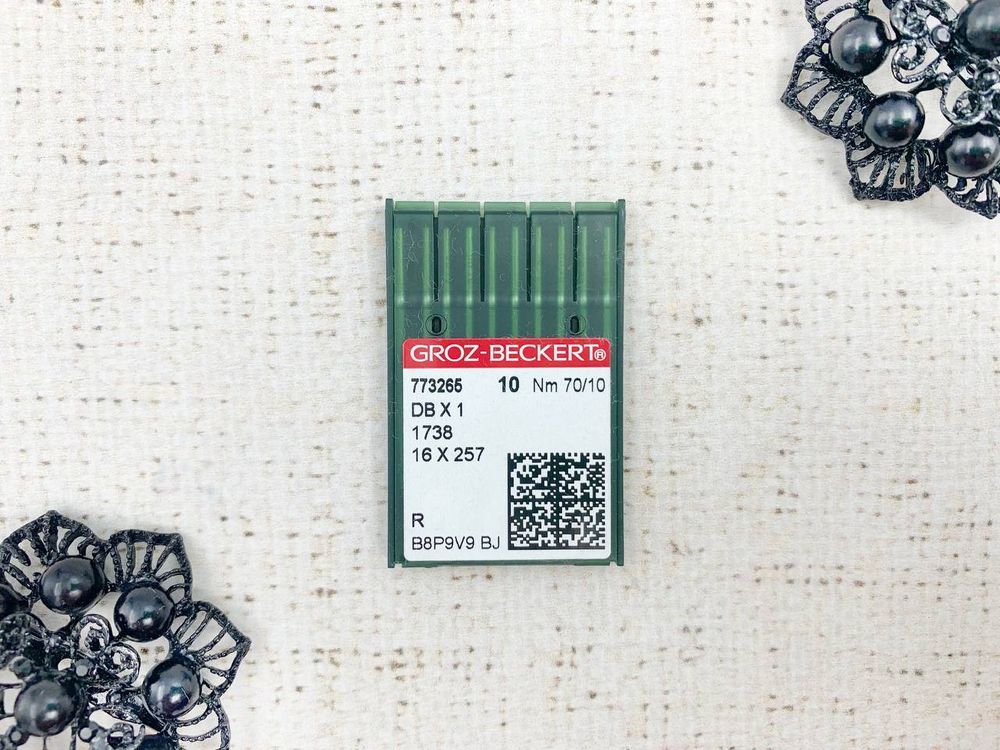 GROZ-BECKERT®
773265 10 Nm 70/10
DB X 1
1738
16 X 257
R
B8P9V9 BJ